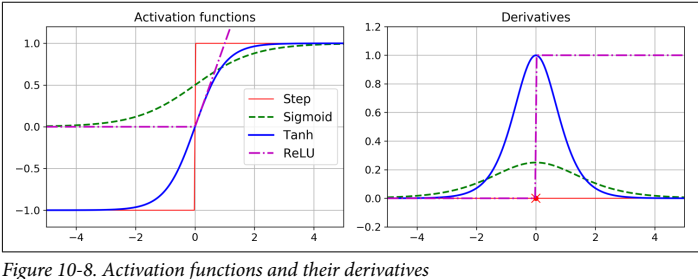 Activation functions
1.0
0.5
0.0
−0.5
−1.0
−4 −2 0 2 4
Step
Sigmoid
Tanh
ReLU
Derivatives
1.2
1.0
0.8
0.6
0.4
0.2
0.0
−0.2
−4 −2 0 2 4
Figure 10-8. Activation functions and their derivatives